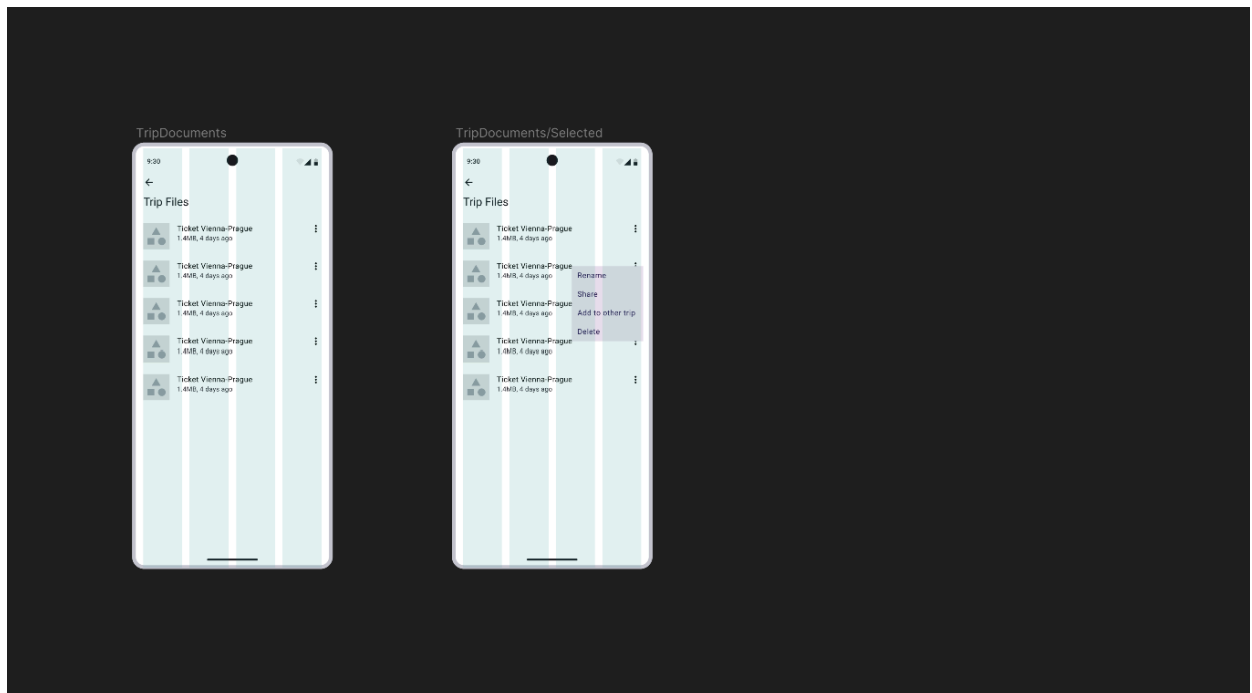 TripDocuments
9:30
Trip Files
Ticket Vienna-Prague
1.4MB, 4 days ago
Ticket Vienna-Prague
1.4MB, 4 days ago
Ticket Vienna-Prague
1.4MB, 4 days ago
Ticket Vienna-Prague
1.4MB, 4 days ago
Ticket Vienna-Prague
1.4MB, 4 days ago
TripDocuments/Selected
9:30
Trip Files
Ticket Vienna-Prague
1.4MB, 4 days ago
Ticket Vienna-Prague
1.4MB, 4 days ago
Ticket Vienna-Prague
1.4MB, 4 days ago
Ticket Vienna-Prague
1.4MB, 4 days ago
Ticket Vienna-Prague
1.4MB, 4 days ago
Rename
Share
Add to other trip
Delete